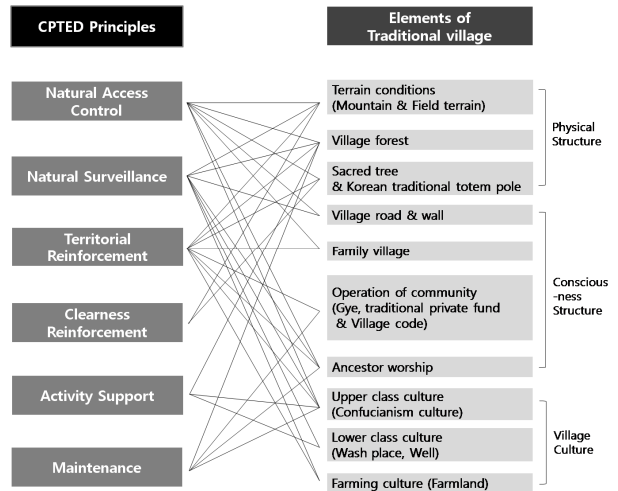 CPTED Principles
Natural Access
Control
Natural Surveillance
Territorial
Reinforcement
Clearness
Reinforcement
Activity Support
Maintenance
Elements of
Traditional village
Terrain conditions
(Mountain & Field terrain)
Village forest
Sacred tree
& Korean traditional totem pole
Village road & wall
Family village
Operation of community
(Gye, traditional private fund
& Village code)
Ancestor worship
Upper class culture
(Confucianism culture)
Lower class culture
(Wash place, Well)
Farming culture (Farmland)
Physical
Structure
Conscious
-ness
Structure
Village
Culture